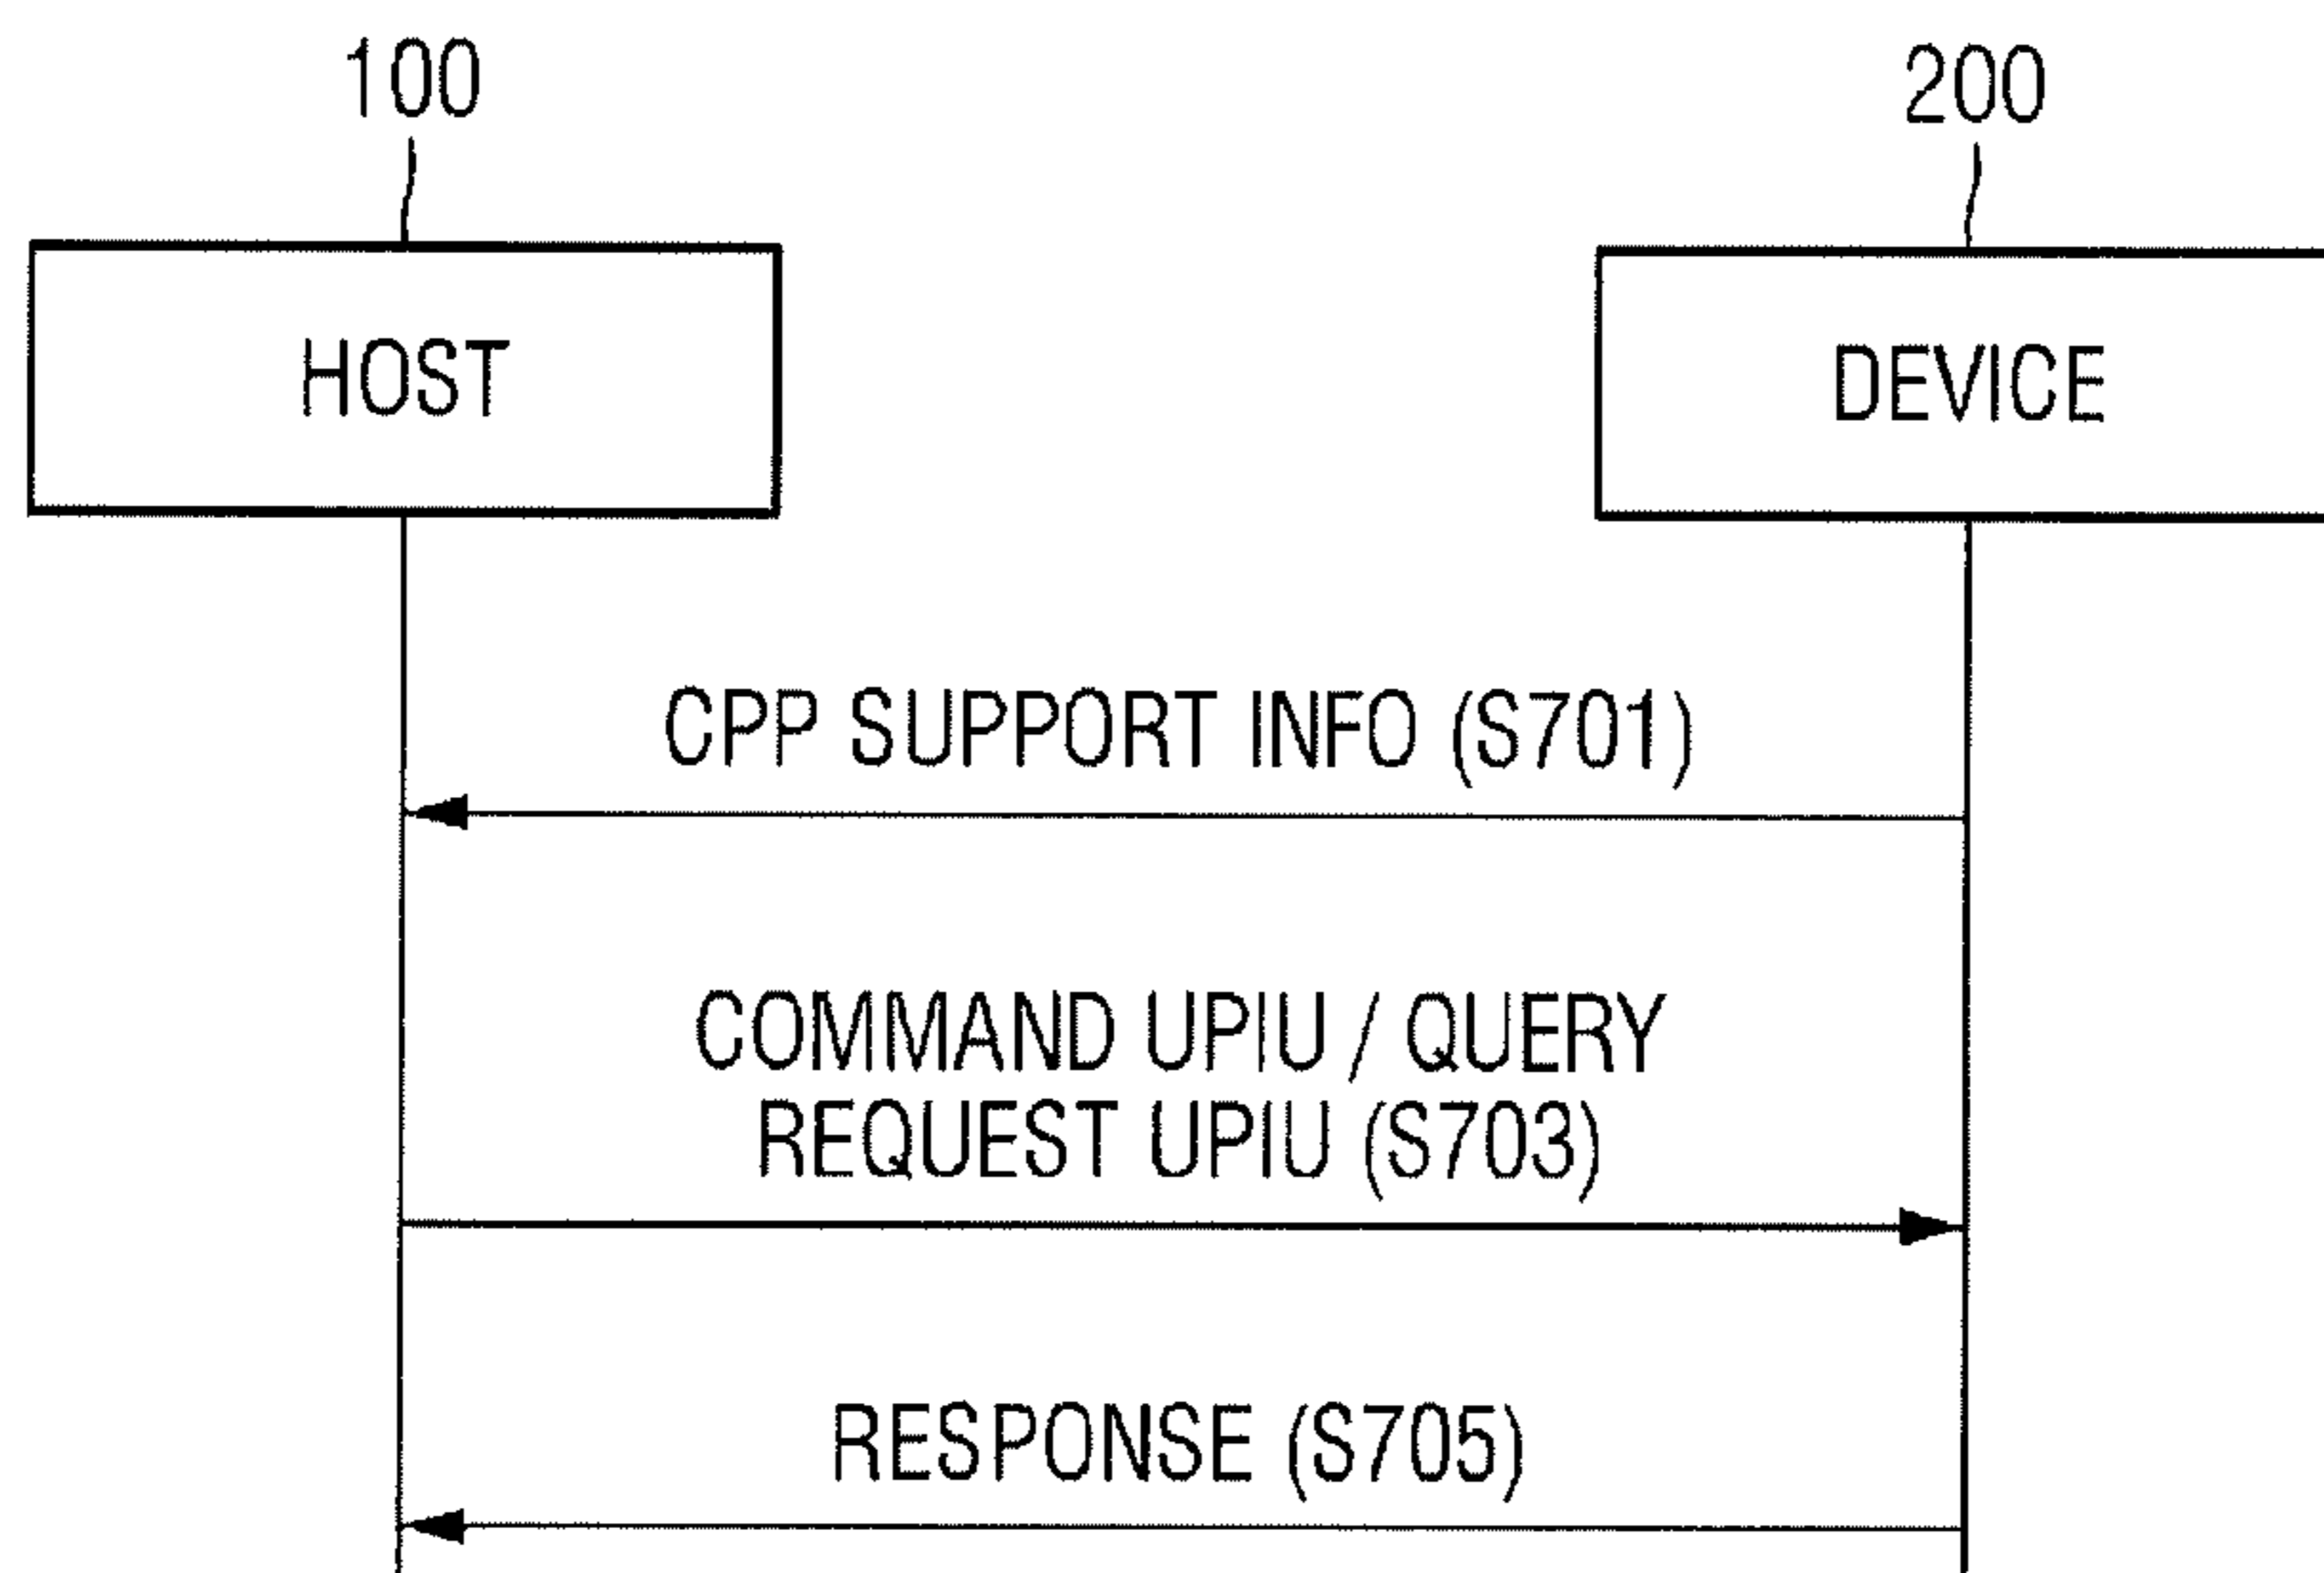 100
200
HOST
DEVICE
CPP SUPPORT INFO (S701)
COMMAND UPIU / QUERY
REQUEST UPIU (S703)
RESPONSE (S705)